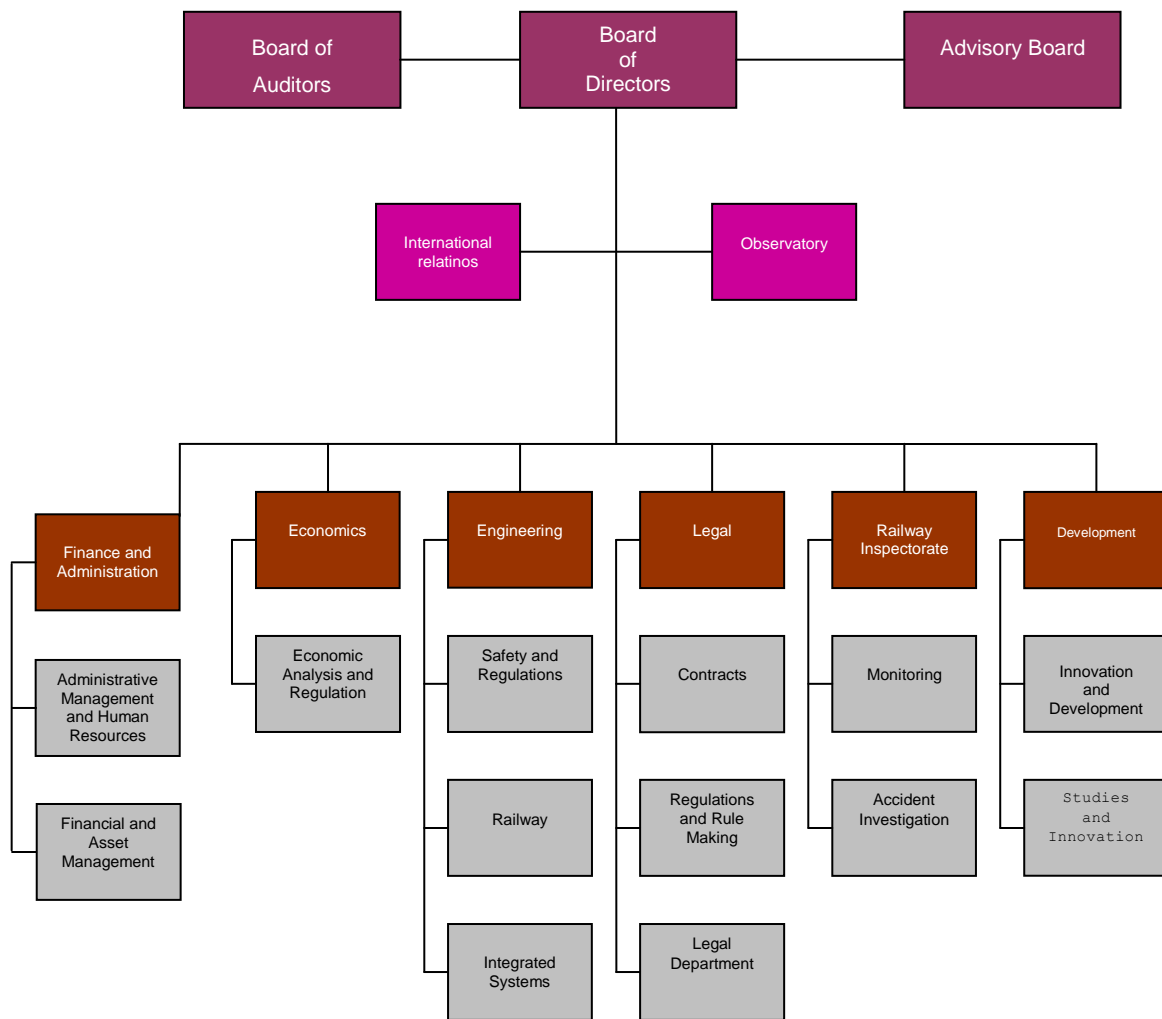 Board of
Auditors
Board
of
Directors
Advisory Board
International
relatinos
Observatory
Finance and
Administration
Economics
Engineering
Legal
Railway
Inspectorate
Development
Administrative
Management
and Human
Resources
Economic
Analysis and
Regulation
Safety and
Regulations
Contracts
Monitoring
Innovation
and
Development
Financial and
Asset
Management
Railway
Regulations
and Rule
Making
Accident
Investigation
Studies
and
Innovation
Integrated
Systems
Legal
Department